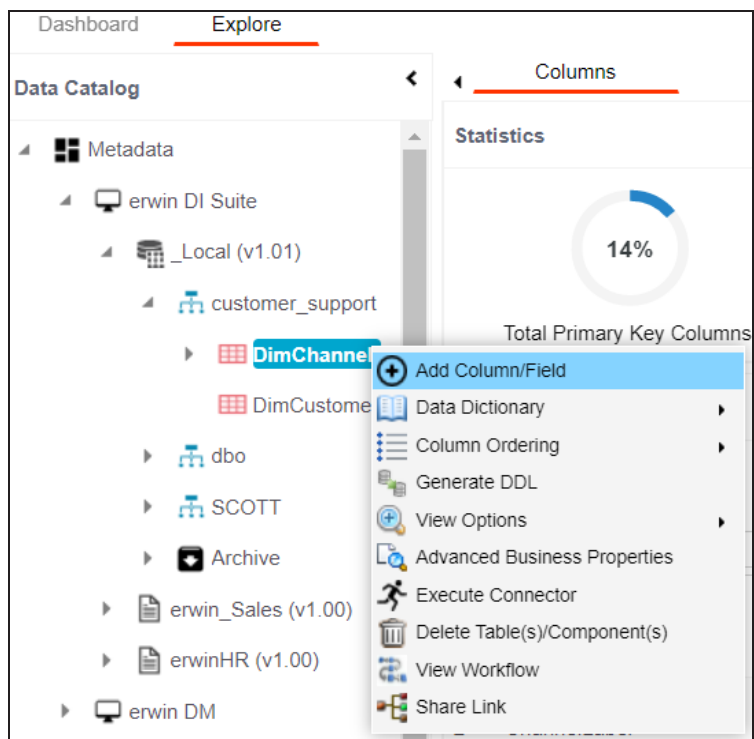 Dashboard Explore
Data Catalog
Columns
Metadata
Statistics
erwin DI Suite
14%
_Local (v1.01)
customer_support
Total Primary Key Columns
DimChannel
Add Column/Field
DimCustome
Data Dictionary
Column Ordering
dbo
Generate DDL
SCOTT
View Options
Archive
Advanced Business Properties
Execute Connector
erwin_Sales (v1.00)
Delete Table(s)/Component(s)
erwinHR (v1.00)
View Workflow
erwin DM
Share Link